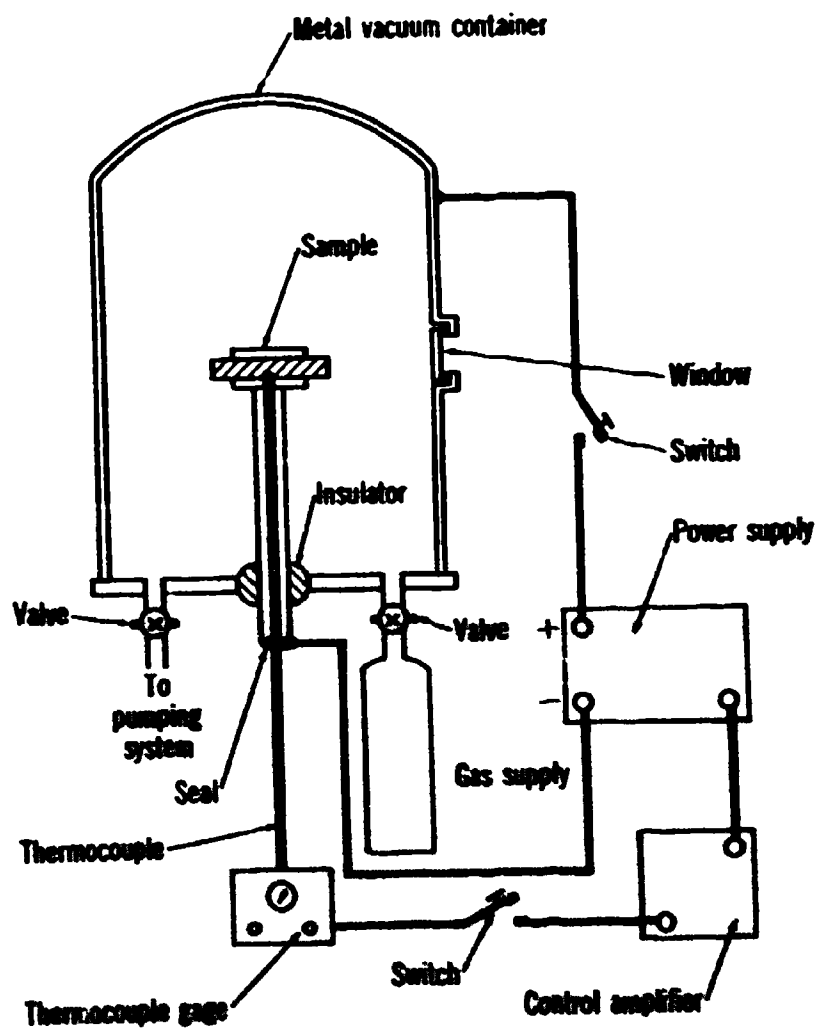 Metal vacuum container
Sample
Window
Switch
Insulator
Power supply
Valve
Valve
+
To
pumping
system
−
Gas supply
Seal
Thermocouple
Switch
Thermocouple gage
Control amplifier